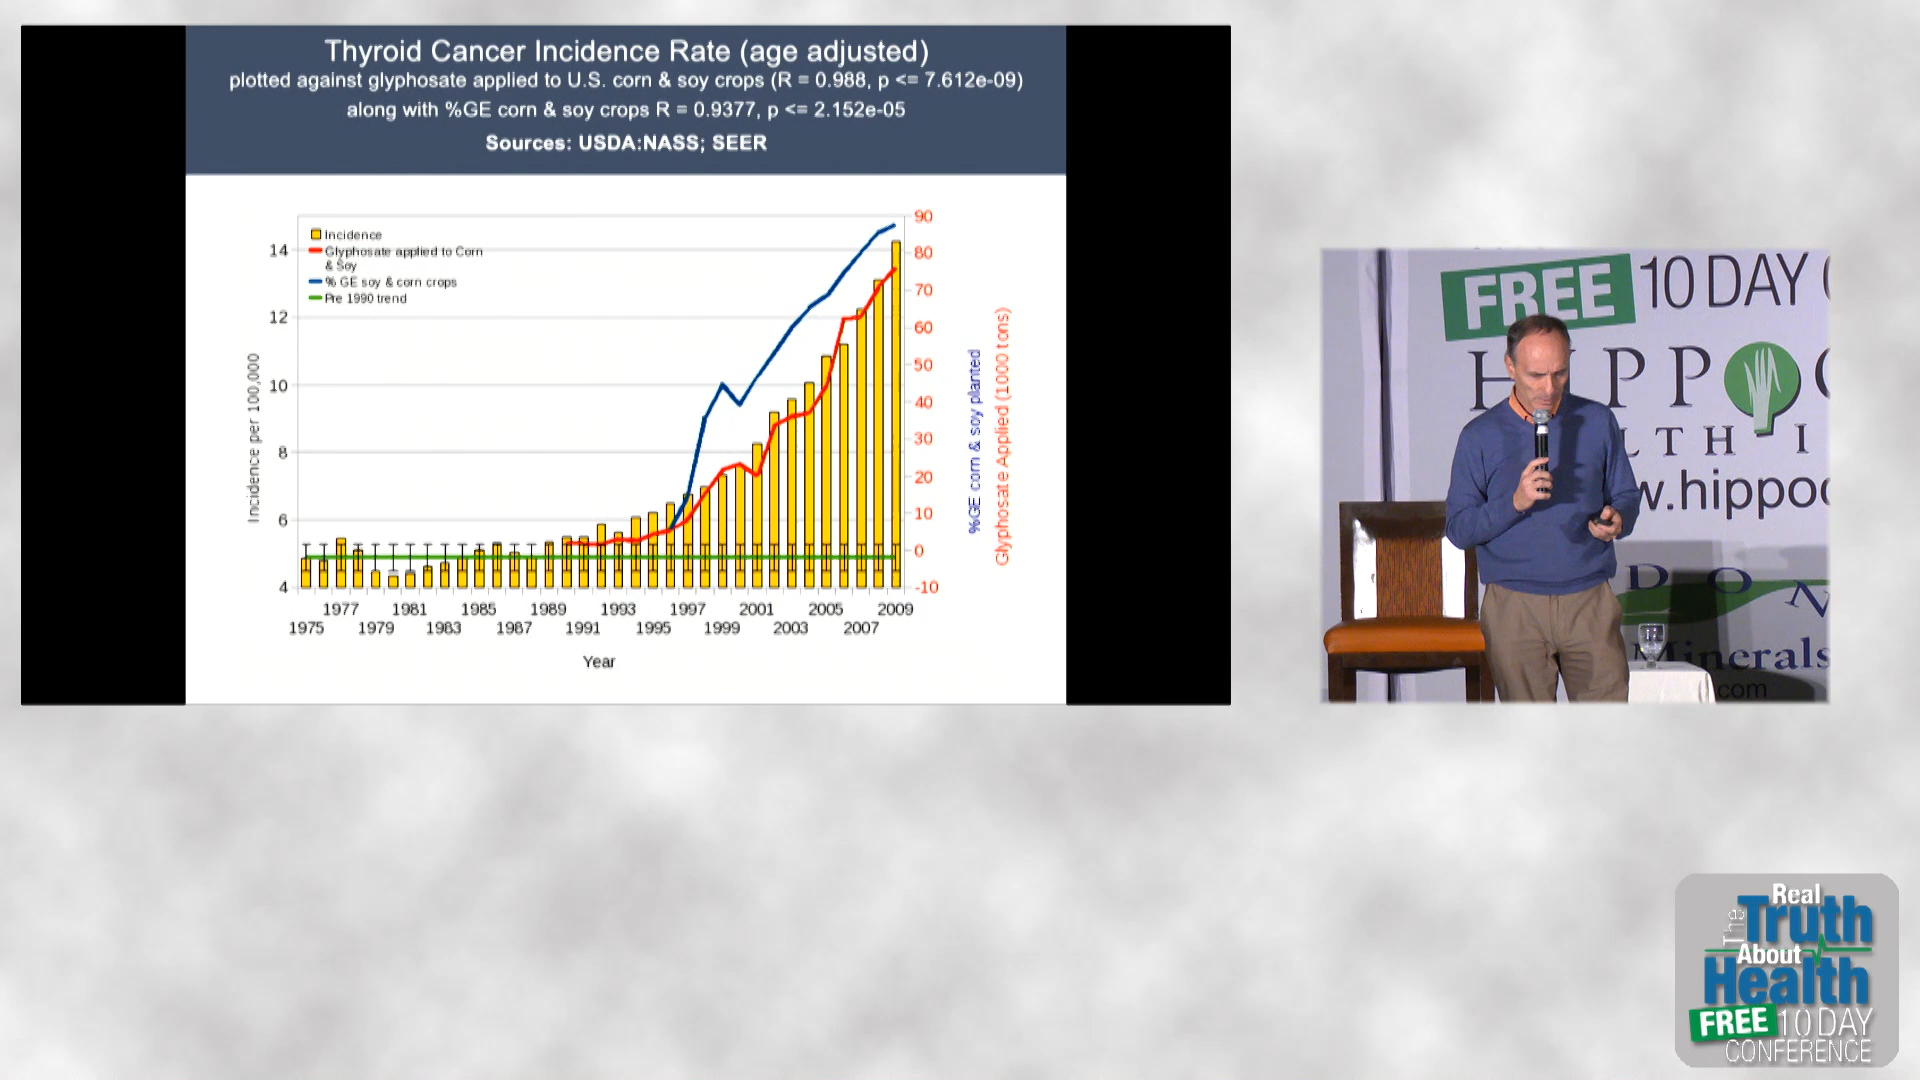 Thyroid Cancer Incidence Rate (age adjusted)
plotted against glyphosate applied to U.S. corn & soy crops (R = 0.988, p <= 7.612e-09)
along with %GE corn & soy crops R = 0.9377, p <= 2.152e-05
Sources: USDA:NASS; SEER
Incidence
Glyphosate applied to Corn
& Soy
% GE soy & corn crops
Pre 1990 trend
14
12
10
8
6
4
Incidence per 100,000
90
80
70
60
50
40
30
20
10
0
-10
%GE corn & soy planted
Glyphosate Applied (1000 tons)
1977 1981 1985 1989 1993 1997 2001 2005 2009
1975 1979 1983 1987 1991 1995 1999 2003 2007
Year
FREE 10 DAY
HIPPO
LTH I
w.hippoc
DON
Minerals
com
The Real
Truth
About
Health
FREE 10 DAY
CONFERENCE